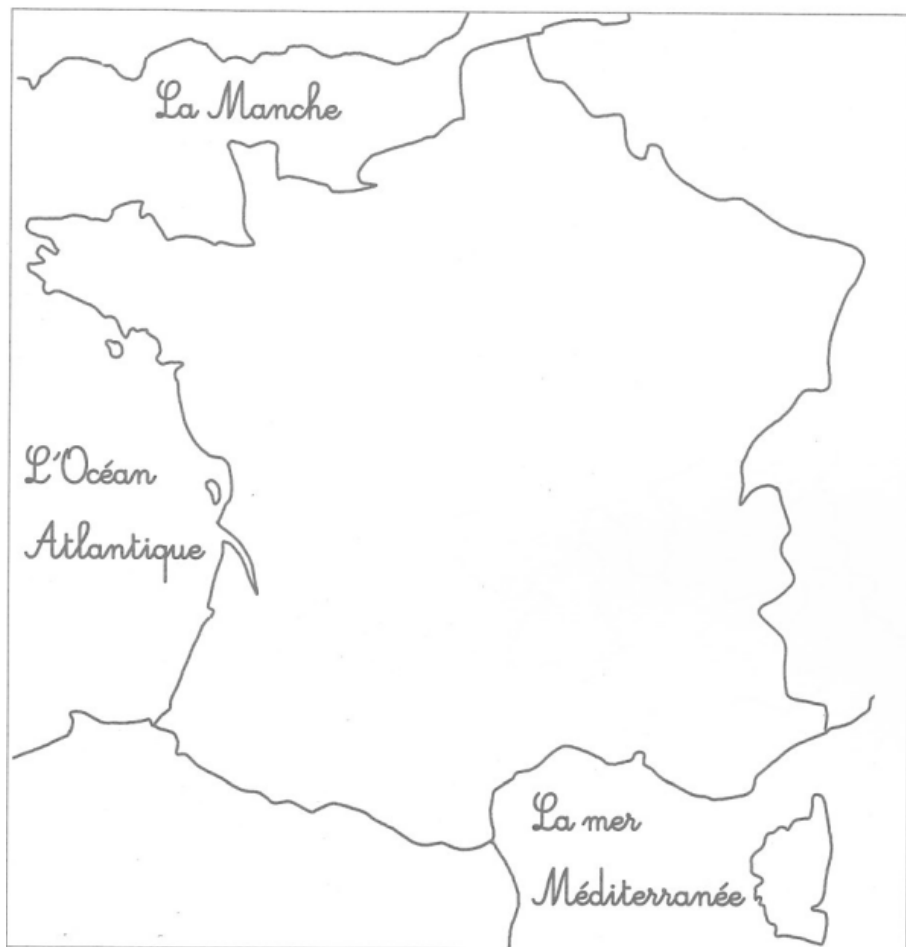 La Manche
L'Océan
Atlantique
La mer
Méditerranée